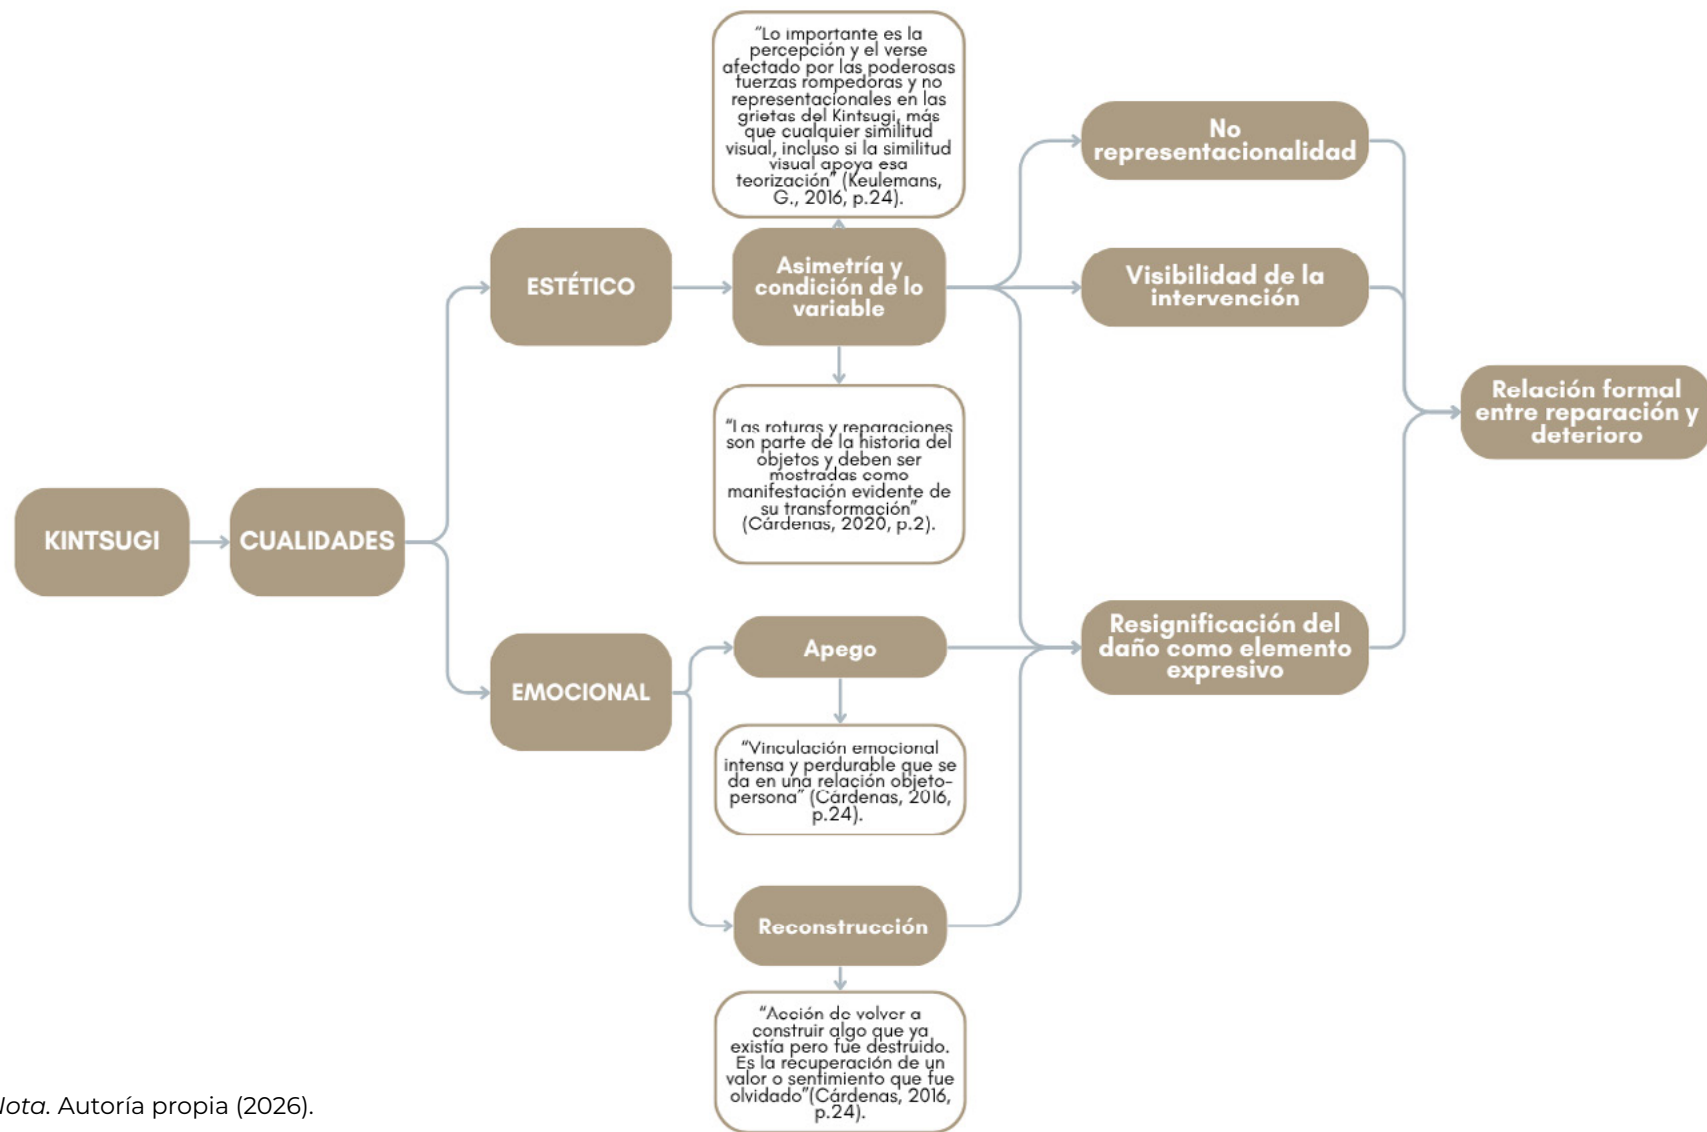 "Lo importante es la
percepción y el verse
afectado por las poderosas
fuerzas rompedoras y no
representacionales en las
grietas del Kintsugi, más
que cualquier similitud
visual, incluso si la similitud
visual apoya esa
teorización" (Keulemans,
G., 2016, p.24).
No
representacionalidad
ESTÉTICO
Asimetría y
condición de lo
variable
Visibilidad de la
intervención
Relación formal
entre reparación y
deterioro
"Las roturas y reparaciones
son parte de la historia del
objetos y deben ser
mostradas como
manifestación evidente de
su transformación"
(Cárdenas, 2020, p.2).
KINTSUGI
CUALIDADES
EMOCIONAL
Apego
Resignificación del
daño como elemento
expresivo
"Vinculación emocional
intensa y perdurable que se
da en una relación objeto-
persona" (Cárdenas, 2016,
p.24).
Reconstrucción
"Acción de volver a
construir algo que ya
existía pero fue destruido.
Es la recuperación de un
valor o sentimiento que fue
olvidado"(Cárdenas, 2016,
p.24).
Nota. Autoría propia (2026).